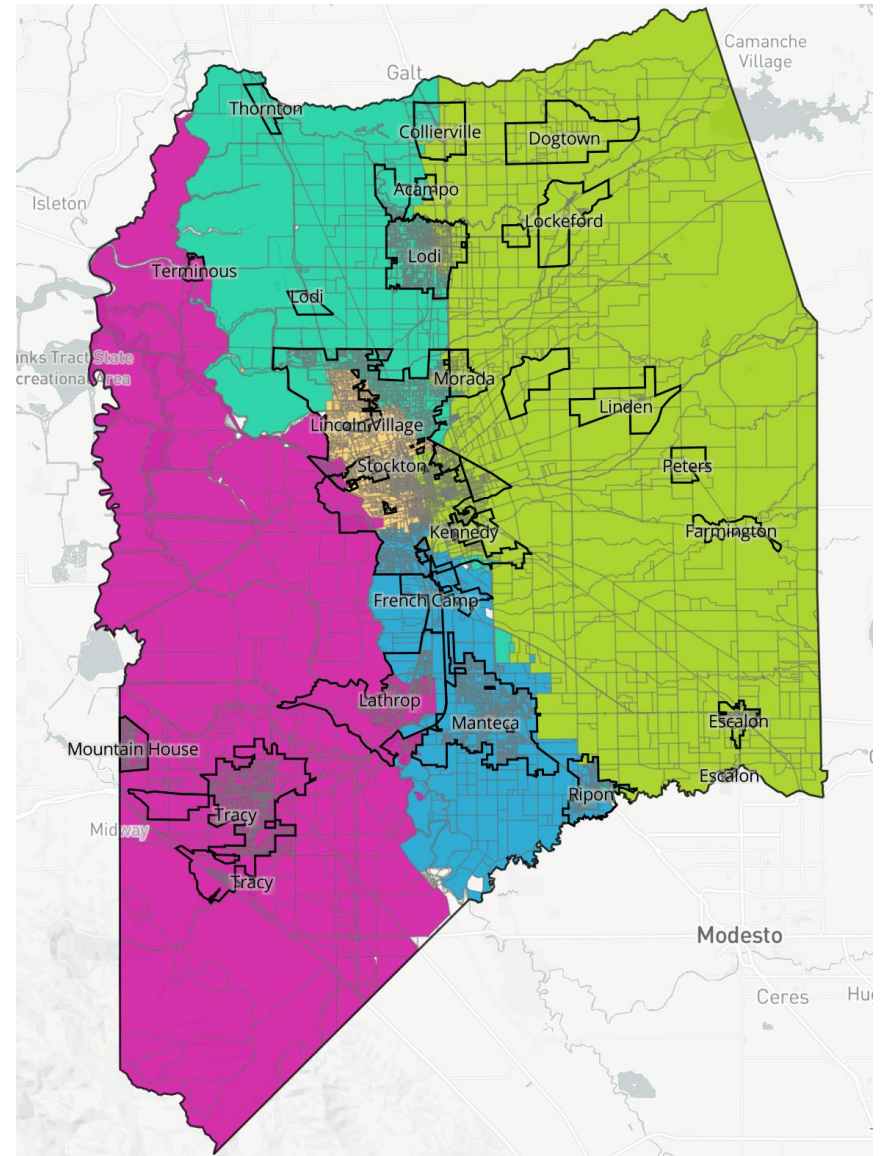 Camanche
Village
Galt
Thornton
Collierville
Dogtown
Acampo
Isleton
Lockeford
Lodi
Terminous
Lodi
anks Tract State
creational Area
Morada
Linden
Lincoln Village
Stockton
Peters
Kennedy
Farmington
French Camp
Lathrop
Manteca
Escalon
Mountain House
Escalon
Ripon
Tracy
Midway
Tracy
Modesto
Ceres
Hu